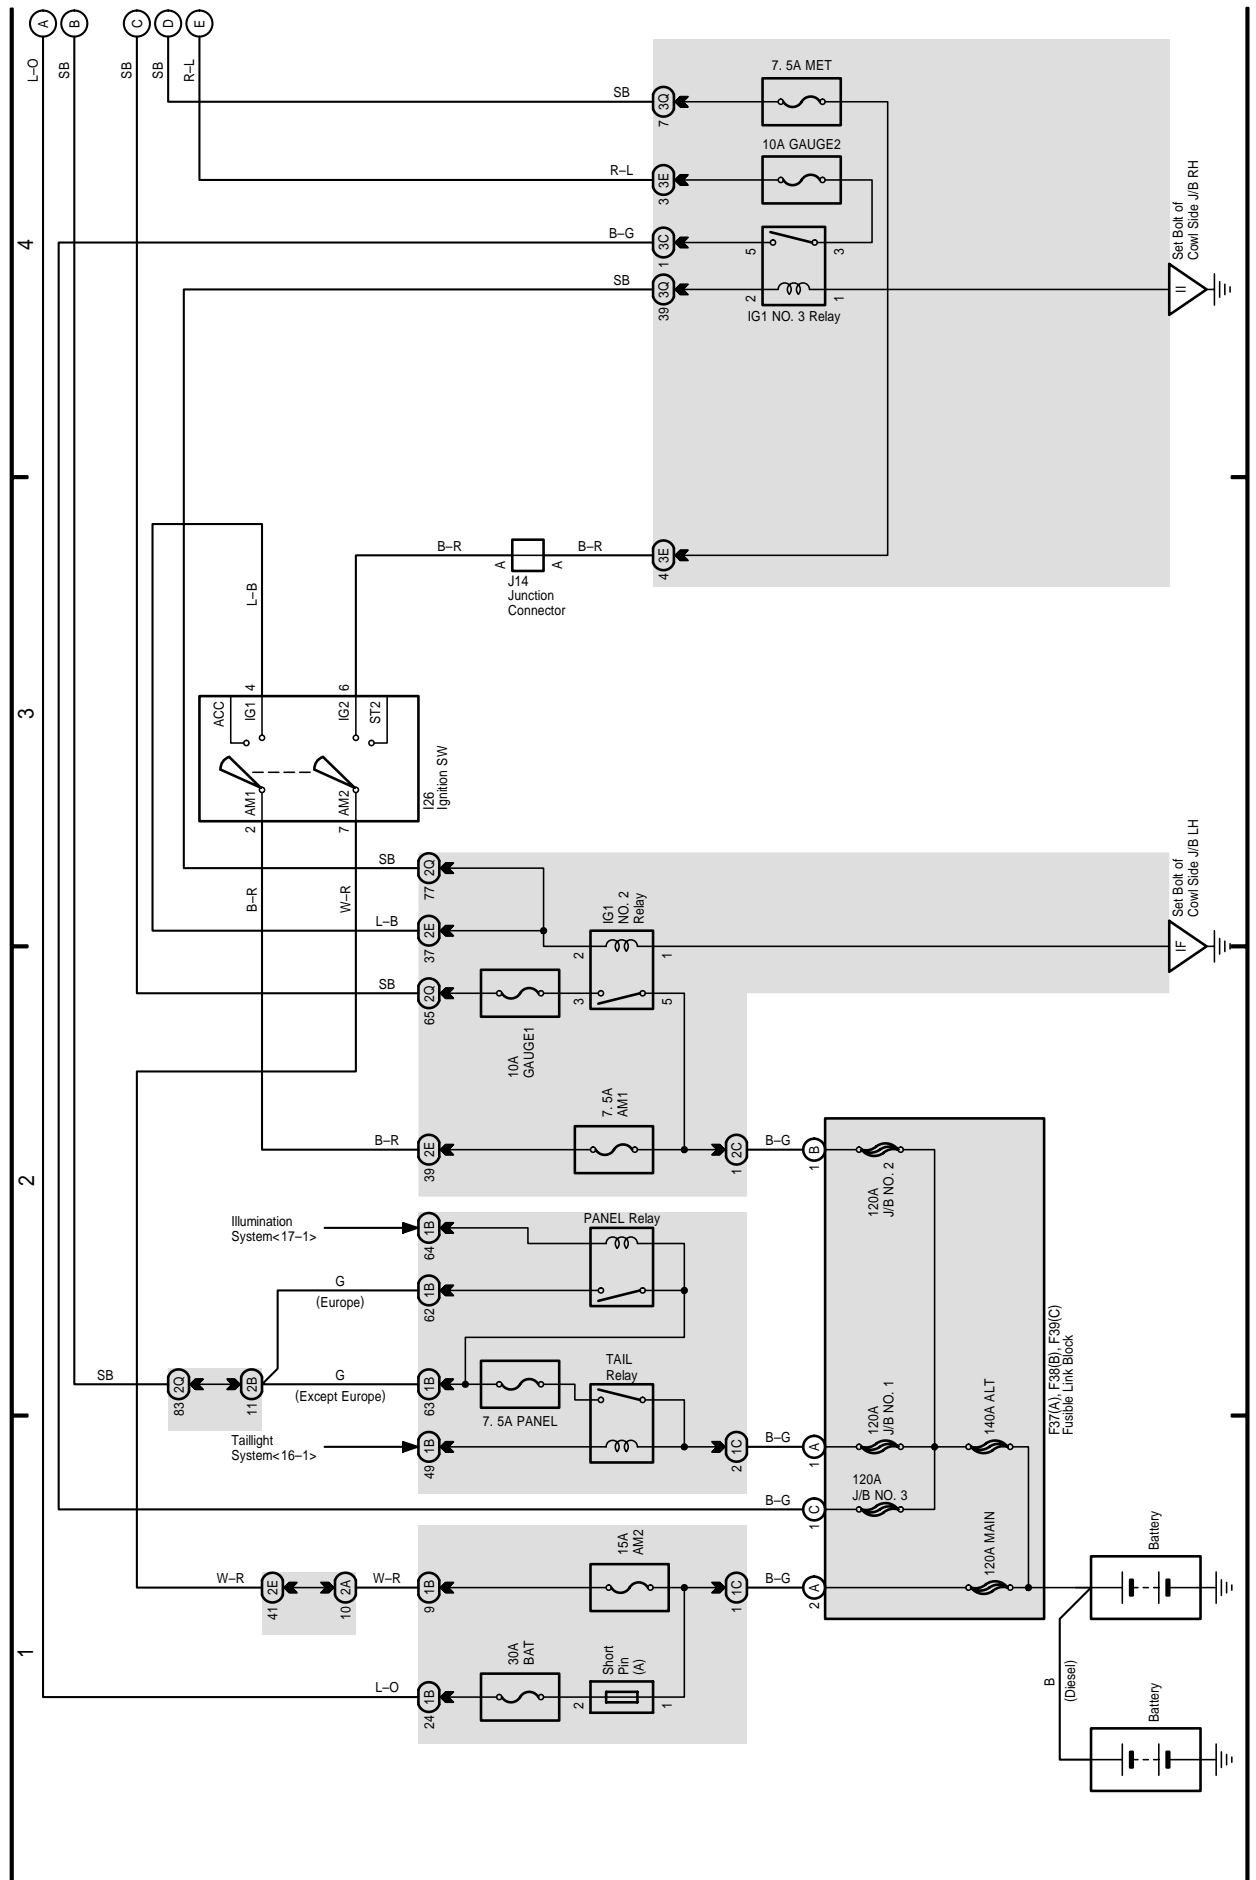 A
B
C
D
E
L–O
SB
SB
SB
R–L
4
7. 5A MET
SB
3Q
7
10A GAUGE2
R–L
3E
3
B–G
3C
1
5
3
SB
3Q
39
2
1
IG1 NO. 3 Relay
II
Set Bolt of
Cowl Side J/B RH
B–R
A
A
B–R
J14
Junction
Connector
3E
4
L–B
3
4
6
ACC
IG1
IG2
ST2
AM1
AM2
2
7
I26
Ignition SW
B–R
W–R
SB
2Q
77
L–B
2E
37
IG1
NO. 2
Relay
2
1
SB
2Q
65
3
5
10A
GAUGE1
IF
Set Bolt of
Cowl Side J/B LH
7. 5A
AM1
B–R
2E
39
2C
1
B–G
B
1
120A
J/B NO. 2
2
Illumination
System<17–1>
1B
64
PANEL Relay
G
(Europe)
1B
62
SB
2Q
83
2B
11
G
(Except Europe)
1B
63
7. 5A PANEL
TAIL
Relay
Taillight
System<16–1>
1B
49
1C
2
B–G
A
1
120A
J/B NO. 1
140A ALT
F37(A), F38(B), F39(C)
Fusible Link Block
B–G
C
1
120A
J/B NO. 3
15A
AM2
W–R
2E
41
2A
10
W–R
1B
9
1C
1
B–G
A
2
120A MAIN
Battery
1
L–O
1B
24
30A
BAT
Short
Pin
(A)
2
1
B
(Diesel)
Battery